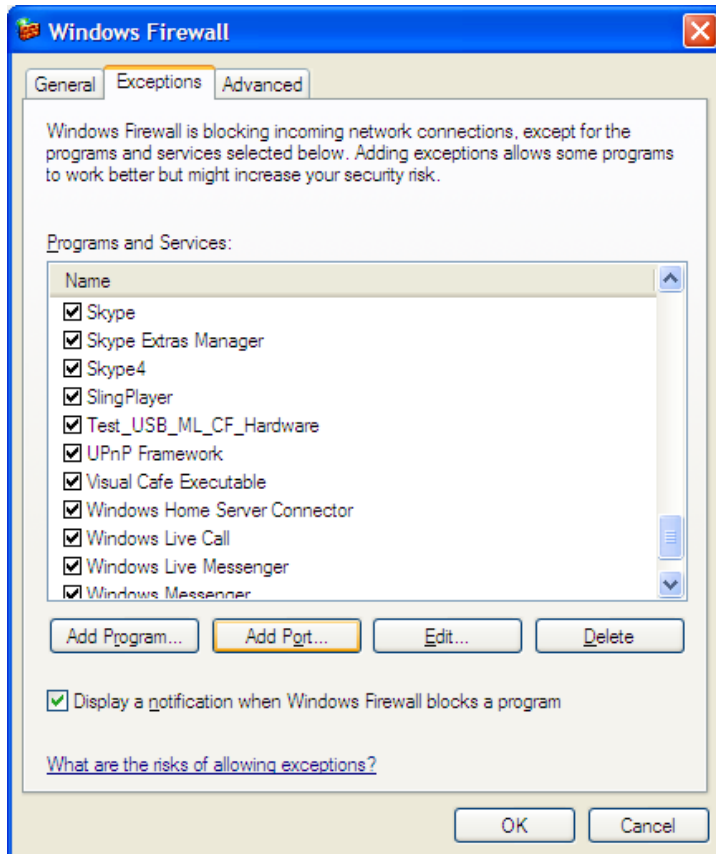 Windows Firewall
General Exceptions Advanced
Windows Firewall is blocking incoming network connections, except for the
programs and services selected below. Adding exceptions allows some programs
to work better but might increase your security risk.
Programs and Services:
Name
Skype
Skype Extras Manager
Skype4
SlingPlayer
Test_USB_ML_CF_Hardware
UPnP Framework
Visual Cafe Executable
Windows Home Server Connector
Windows Live Call
Windows Live Messenger
Windows Messenger
Add Program... Add Port... Edit... Delete
Display a notification when Windows Firewall blocks a program
What are the risks of allowing exceptions?
OK Cancel